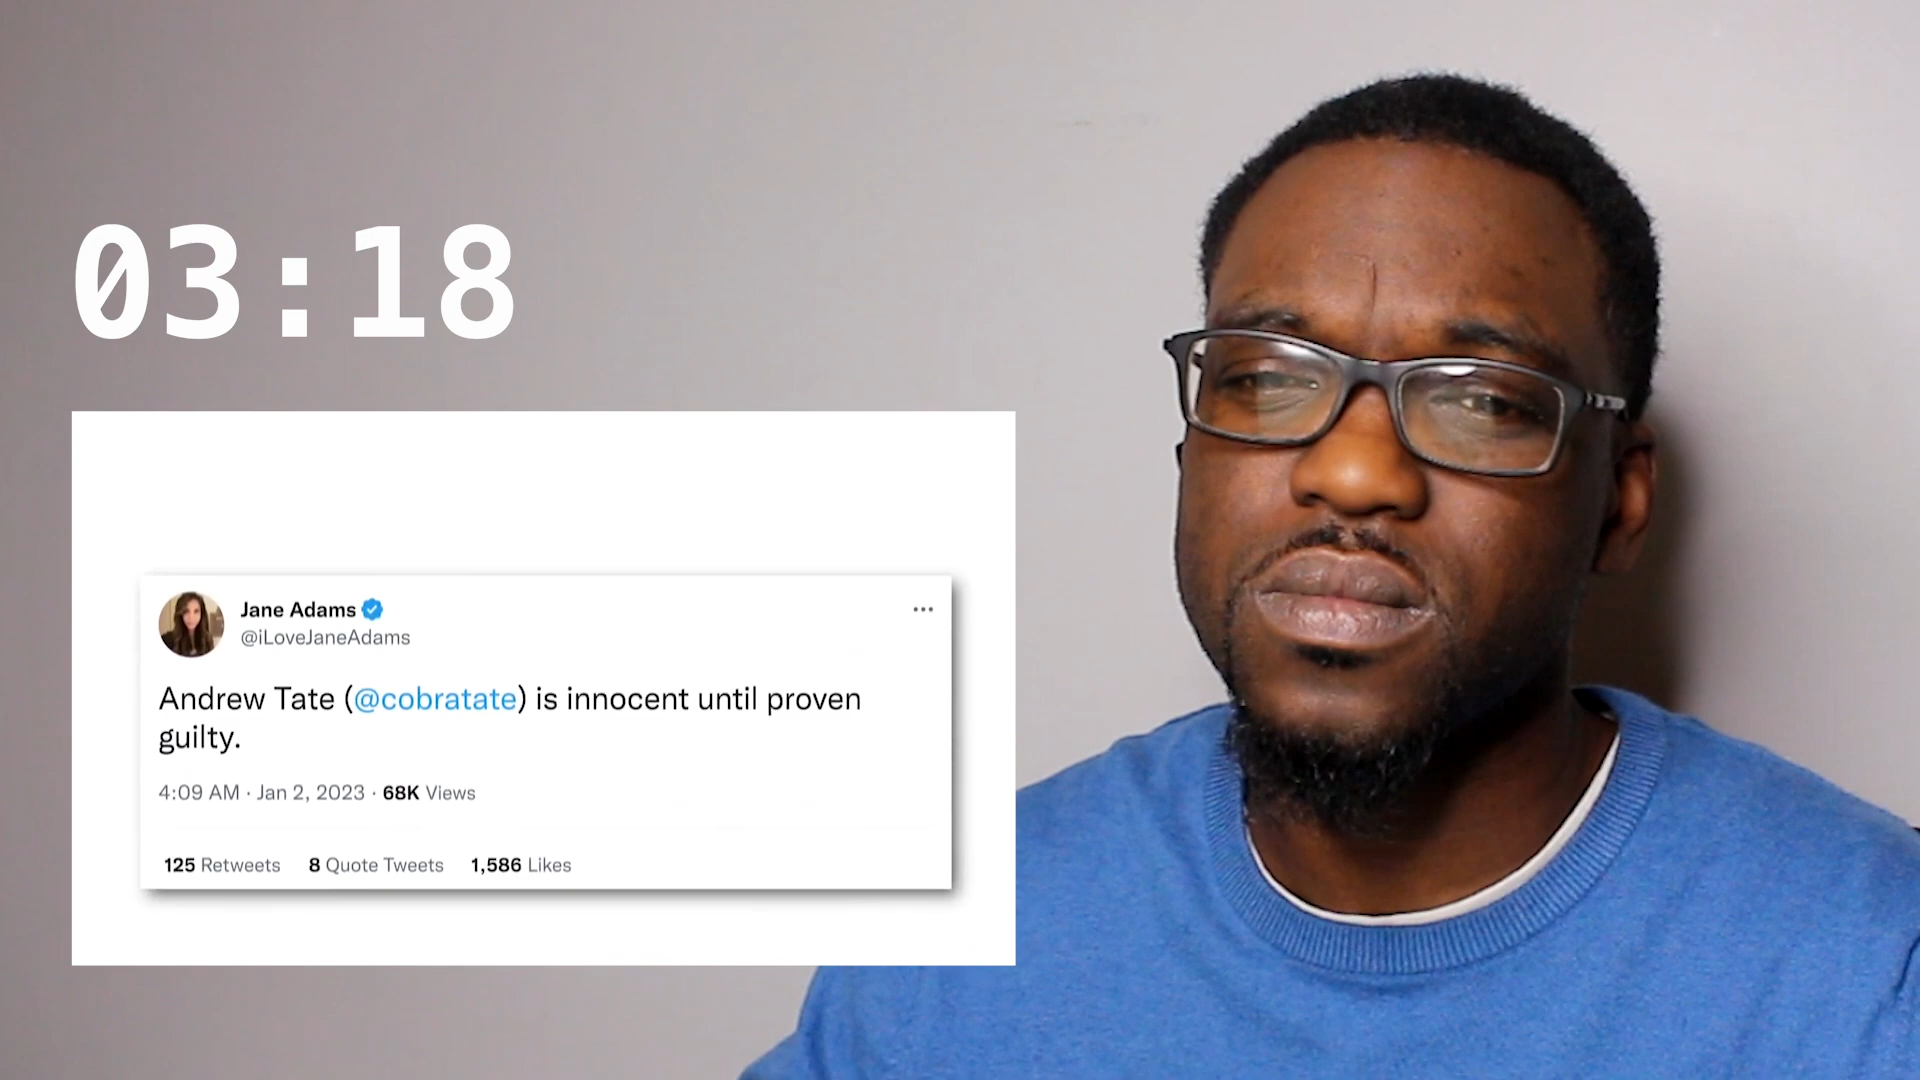 03:18
Jane Adams
@iLoveJaneAdams
Andrew Tate (@cobratate) is innocent until proven
guilty.
4:09 AM · Jan 2, 2023 · 68K Views
125 Retweets 8 Quote Tweets 1,586 Likes